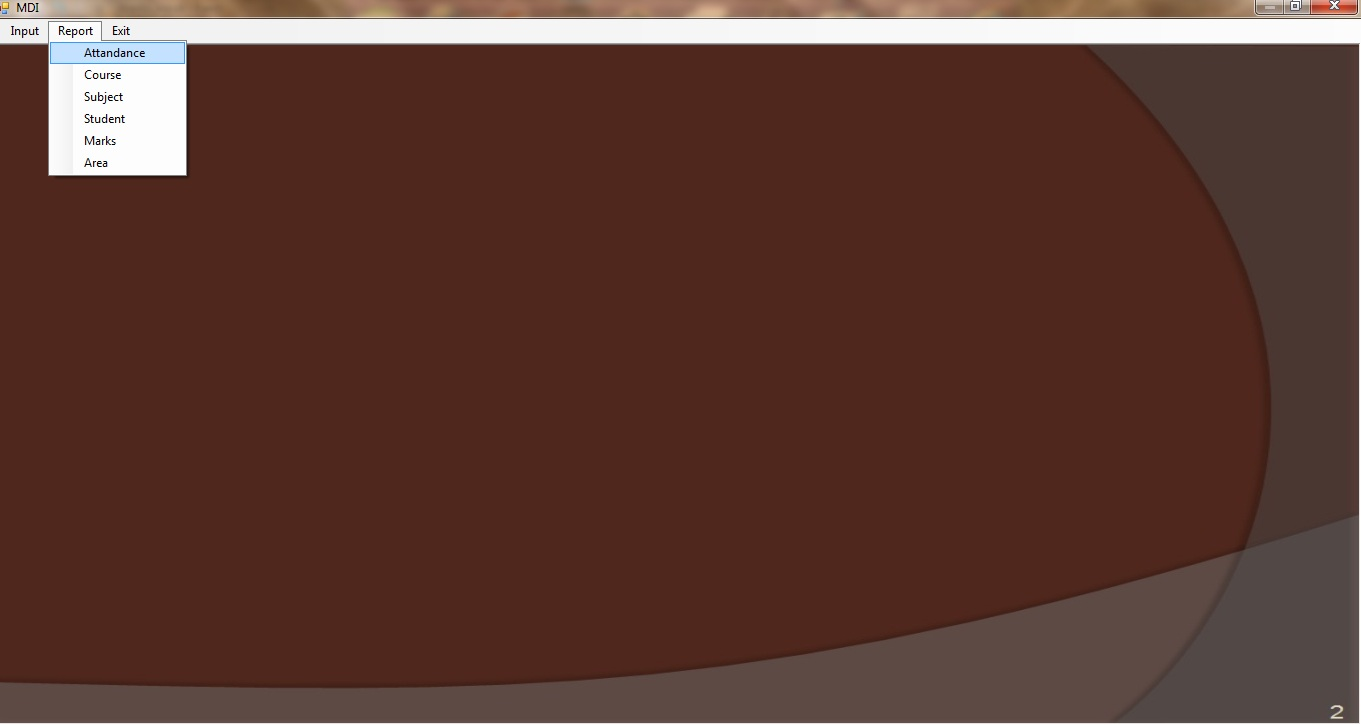 MDI
Input Report Exit
Attandance
Course
Subject
Student
Marks
Area
2